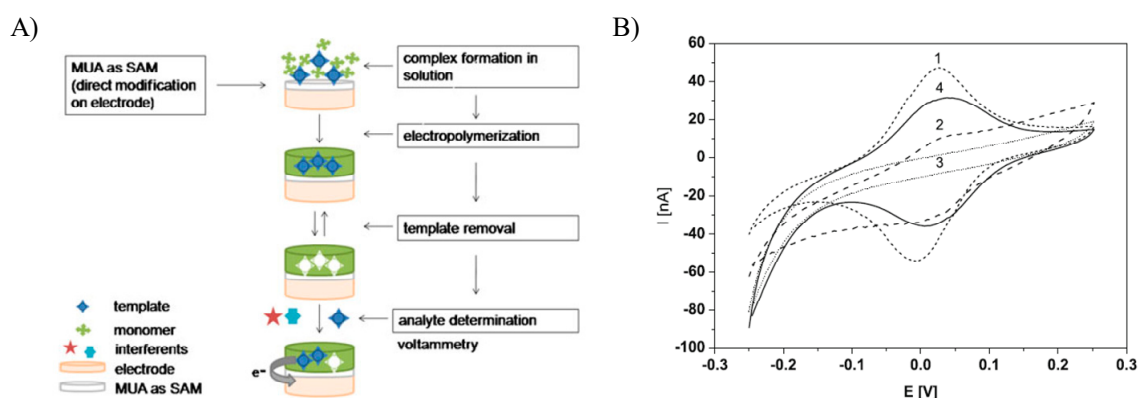 A)
MUA as SAM
(direct modification
on electrode)
complex formation in
solution
electropolymerization
template removal
analyte determination
voltammetry
template
monomer
interferents
electrode
MUA as SAM
e-
B)
60
40
20
0
-20
-40
-60
-80
-100
I [nA]
1
4
2
3
-0.3
-0.2
-0.1
0.0
0.1
0.2
0.3
E [V]